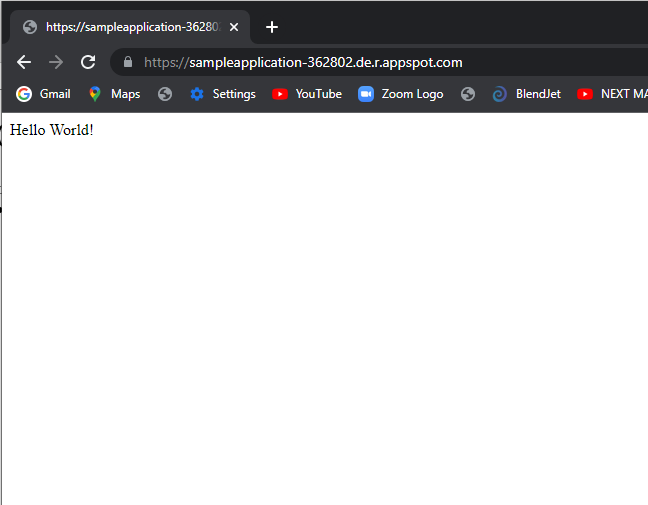 https://sampleapplication-36280
https://sampleapplication-362802.de.r.appspot.com
Gmail Maps Settings YouTube Zoom Logo BlendJet NEXT MA
Hello World!